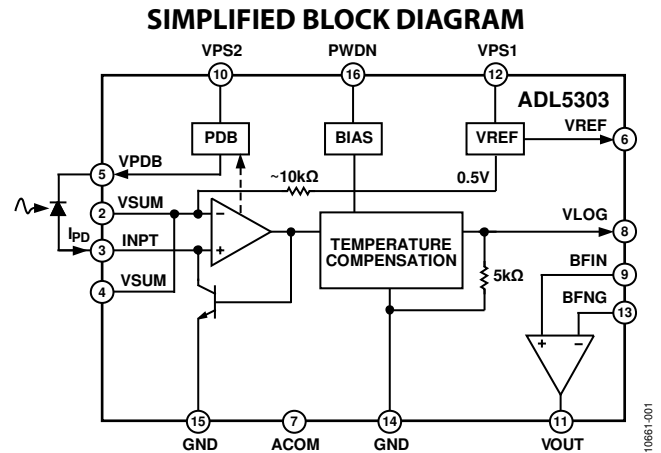 SIMPLIFIED BLOCK DIAGRAM
VPS2 PWDN VPS1
10 16 12
ADL5303
PDB BIAS VREF VREF 6
5 VPDB
~10kΩ 0.5V
2 VSUM
−
IPD
3 INPT
+
TEMPERATURE
COMPENSATION
VLOG 8
4 VSUM
5kΩ
BFIN 9
BFNG 13
+ −
15 7 14 11
GND ACOM GND VOUT
10661-001